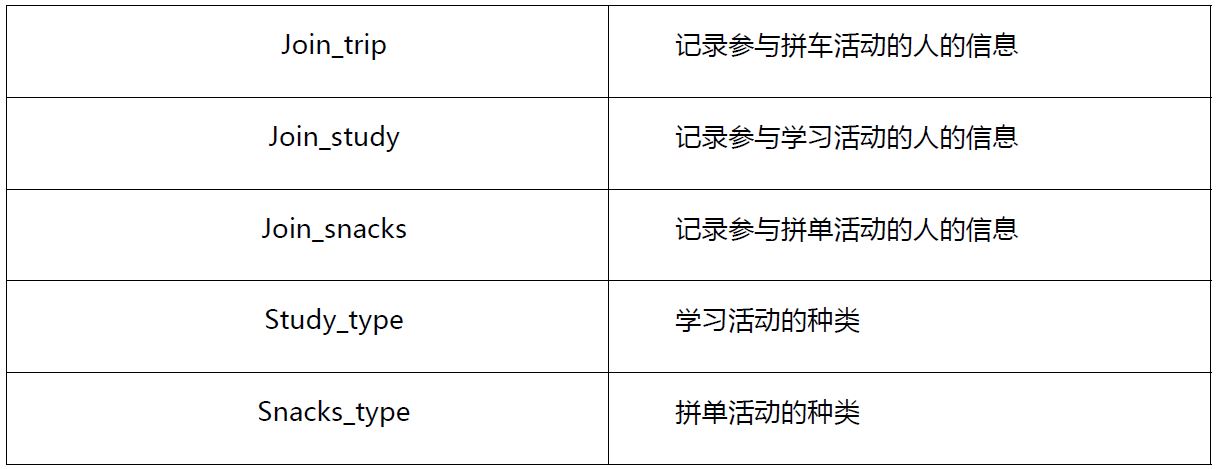 Join_trip 记录参与拼车活动的人的信息
Join_study 记录参与学习活动的人的信息
Join_snacks 记录参与拼单活动的人的信息
Study_type 学习活动的种类
Snacks_type 拼单活动的种类